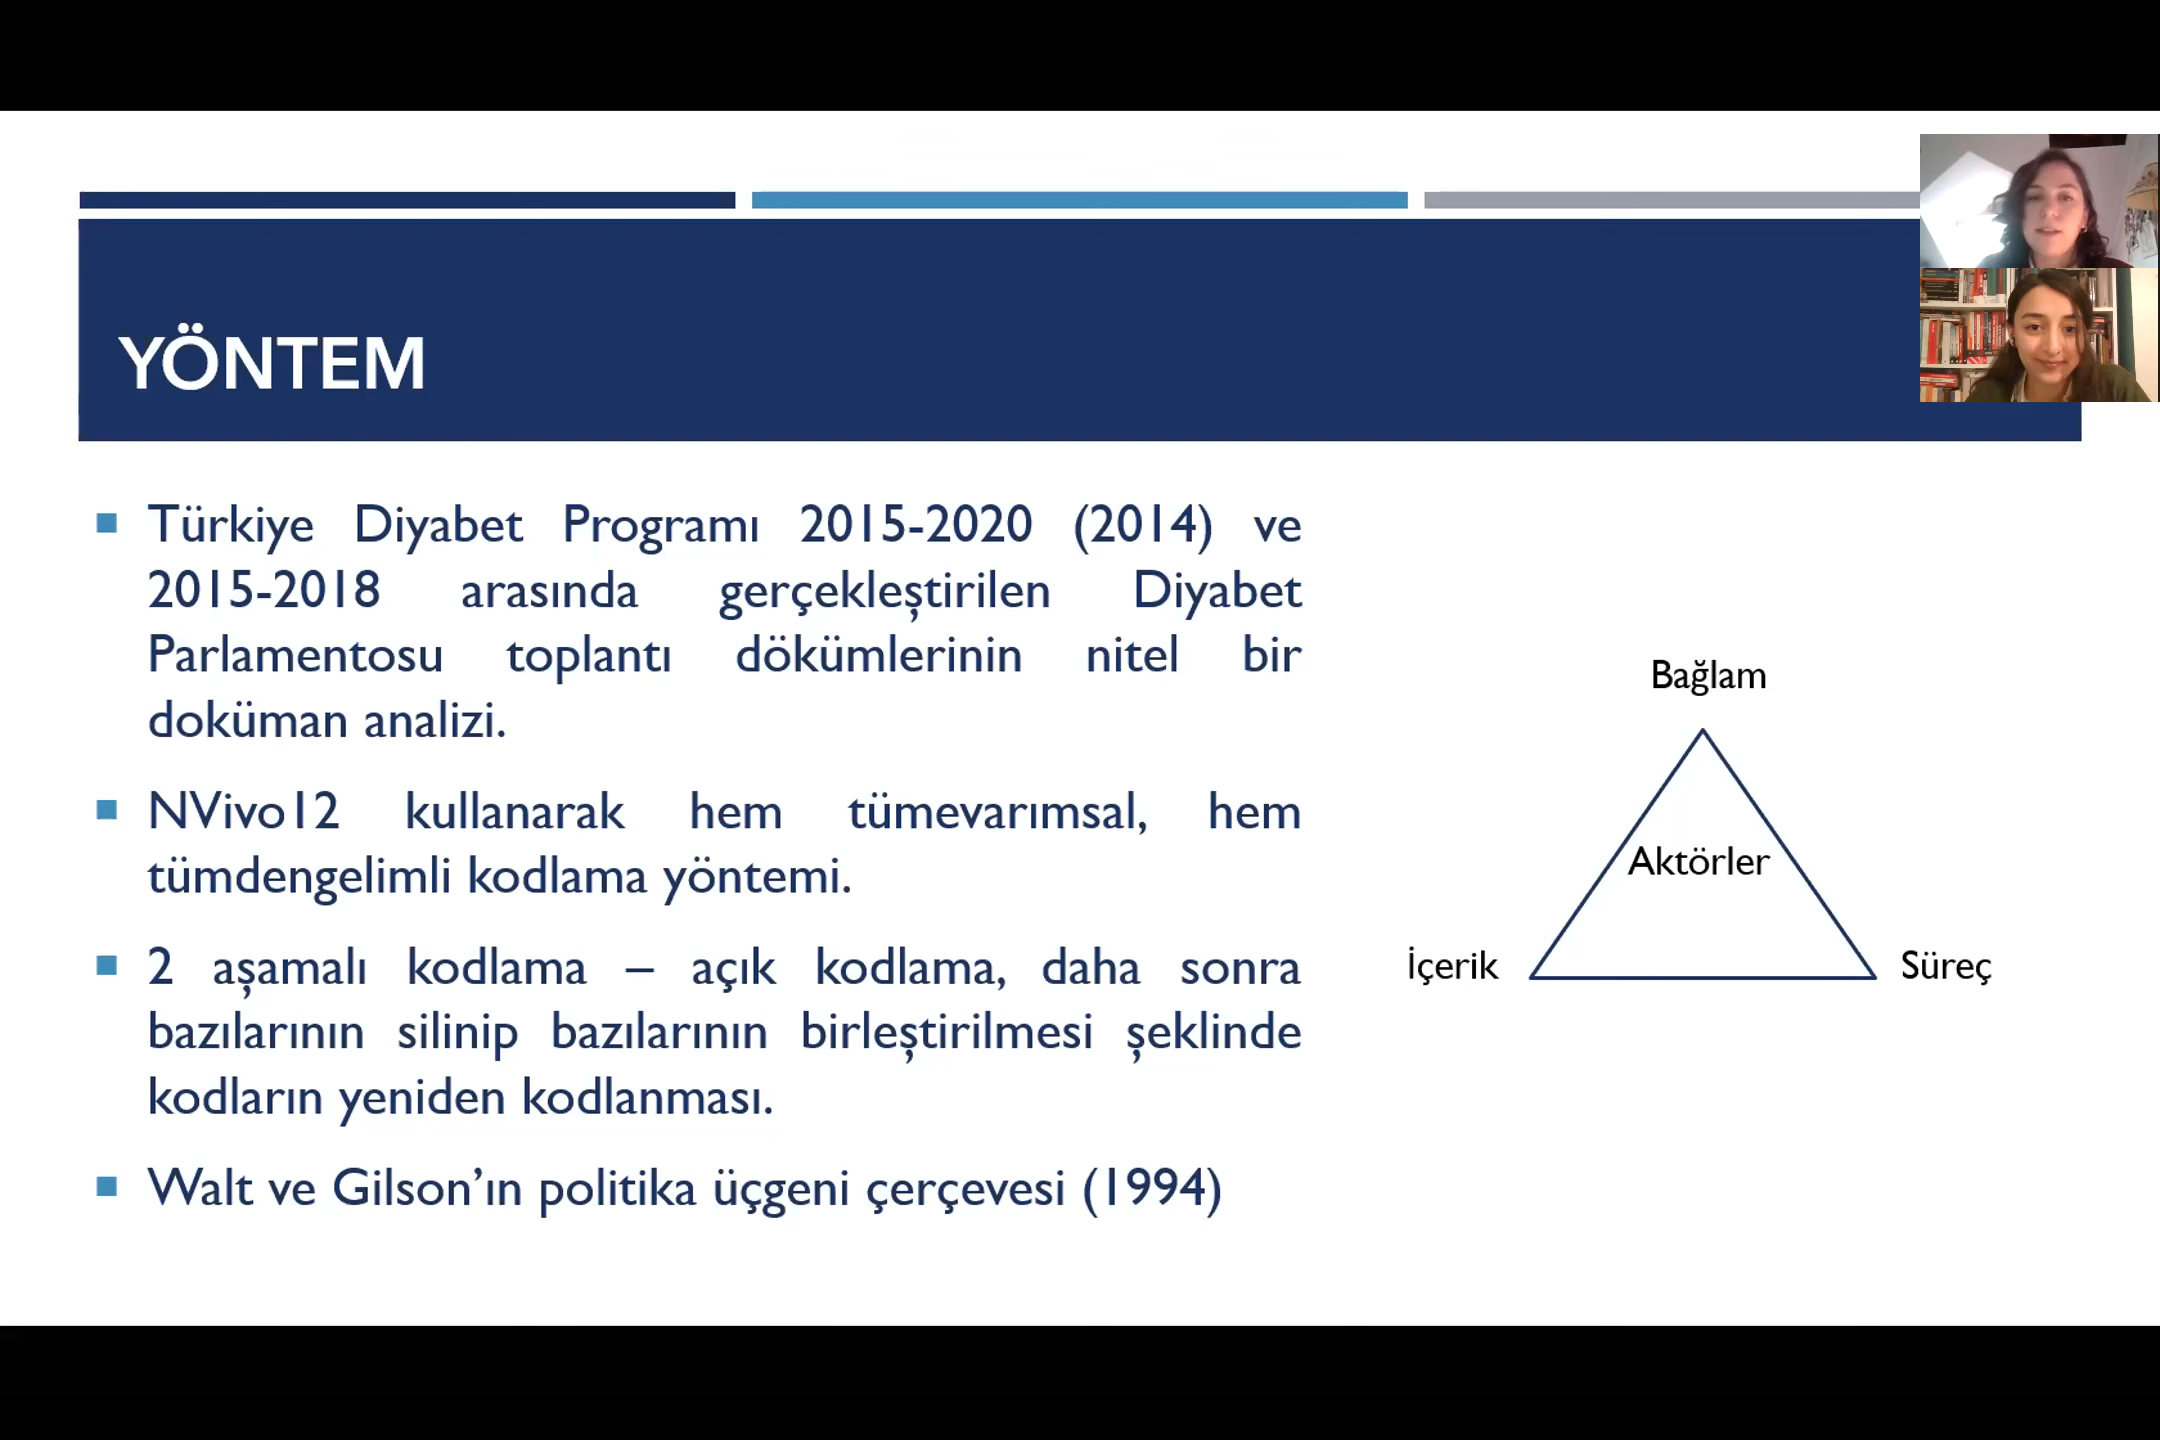 YÖNTEM
Türkiye Diyabet Programı 2015-2020 (2014) ve
2015-2018 arasında gerçekleştirilen Diyabet
Parlamentosu toplantı dökümlerinin nitel bir
doküman analizi.
NVivo12 kullanarak hem tümevarımsal, hem
tümdengelimli kodlama yöntemi.
2 aşamalı kodlama – açık kodlama, daha sonra
bazılarının silinip bazılarının birleştirilmesi şeklinde
kodların yeniden kodlanması.
Walt ve Gilson’ın politika üçgeni çerçevesi (1994)
Bağlam
Aktörler
İçerik
Süreç